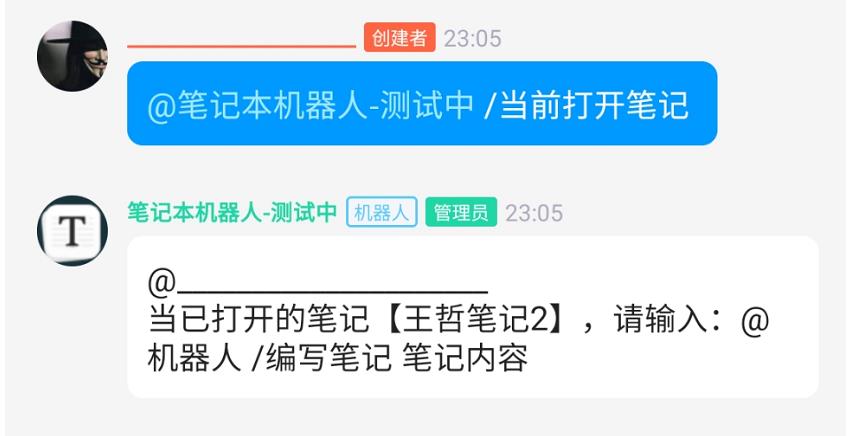 ____________________ 创建者 23:05
@笔记本机器人-测试中 /当前打开笔记
T
笔记本机器人-测试中 机器人 管理员 23:05
@____________________
当已打开的笔记【王哲笔记2】，请输入：@
机器人 /编写笔记 笔记内容